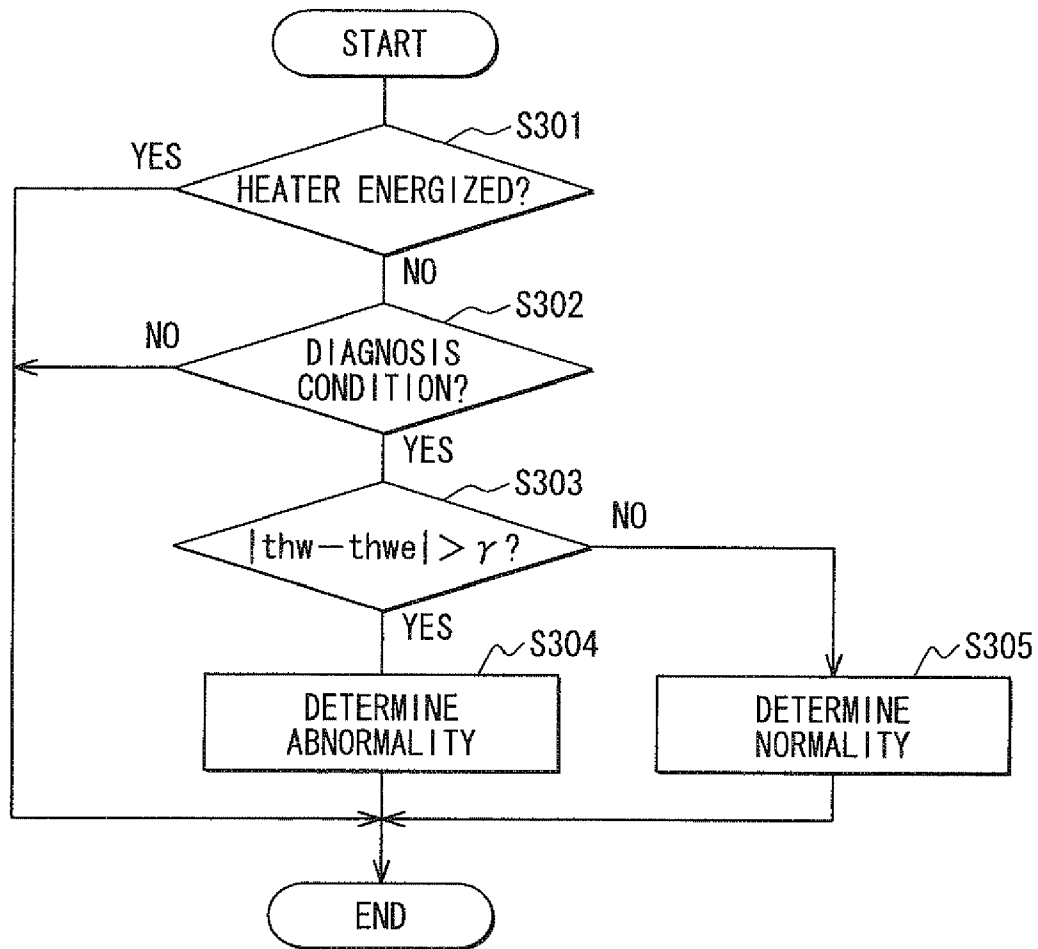 START
S301
YES
HEATER ENERGIZED?
NO
S302
NO
DIAGNOSIS
CONDITION?
YES
S303
NO
|thw-thwe|> γ?
YES
S304
S305
DETERMINE
ABNORMALITY
DETERMINE
NORMALITY
END